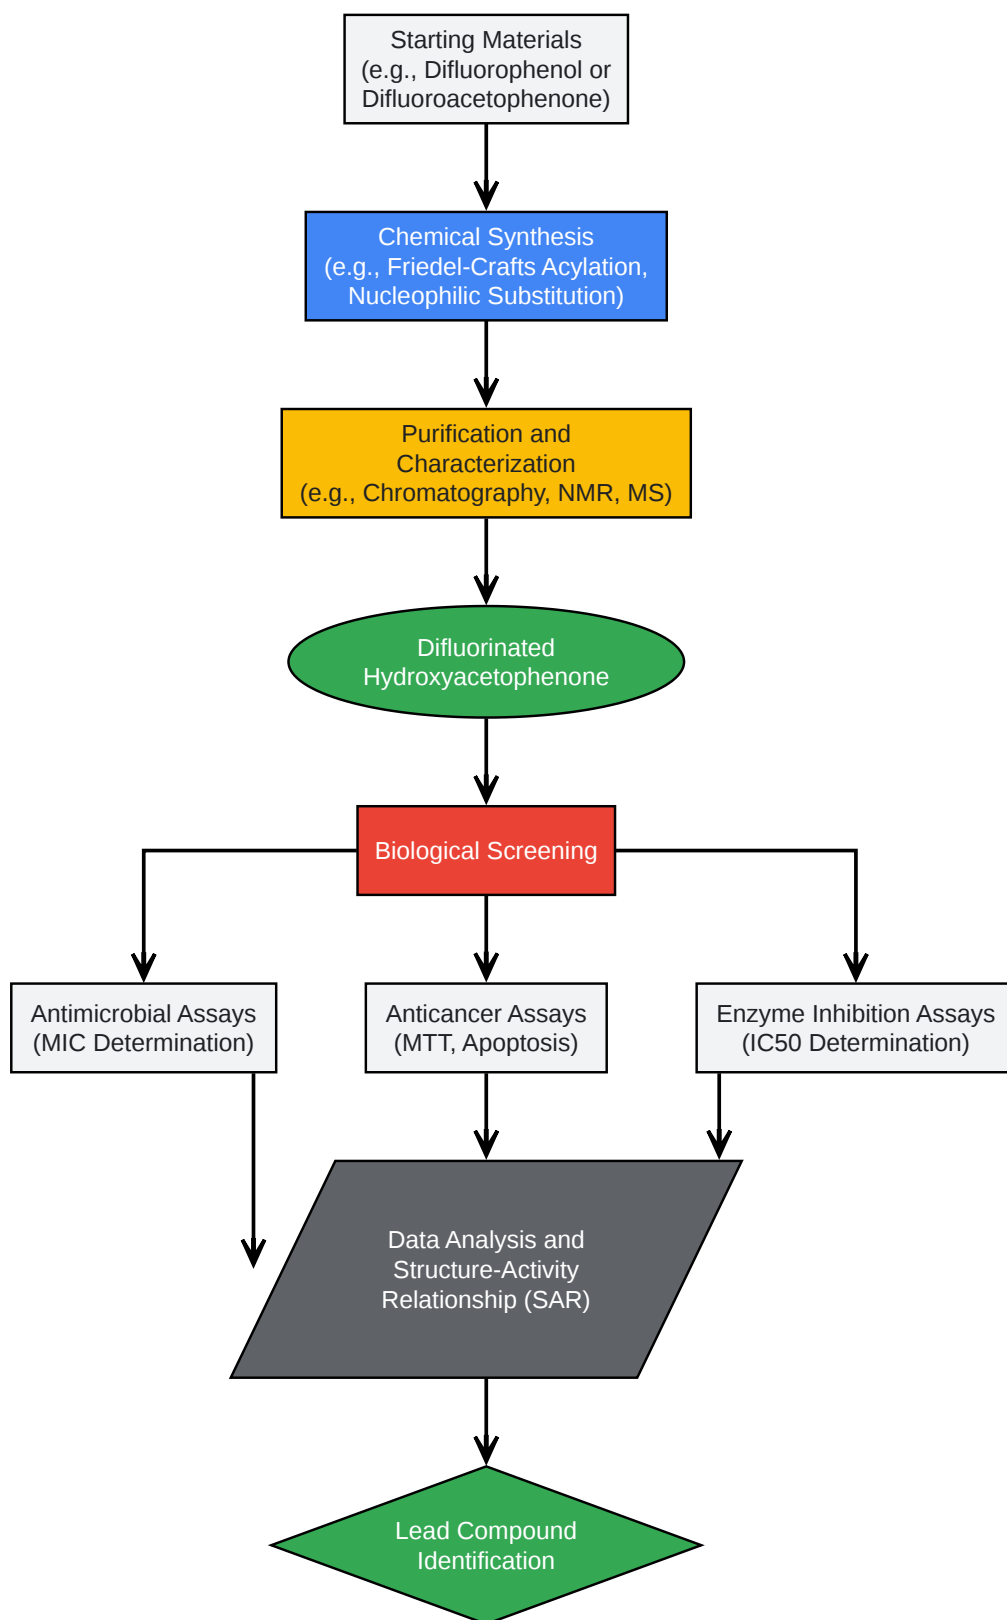 Starting Materials
(e.g., Difluorophenol or
Difluoroacetophenone)
Chemical Synthesis
(e.g., Friedel-Crafts Acylation,
Nucleophilic Substitution)
Purification and
Characterization
(e.g., Chromatography, NMR, MS)
Difluorinated
Hydroxyacetophenone
Biological Screening
Antimicrobial Assays
(MIC Determination)
Anticancer Assays
(MTT, Apoptosis)
Enzyme Inhibition Assays
(IC50 Determination)
Data Analysis and
Structure-Activity
Relationship (SAR)
Lead Compound
Identification